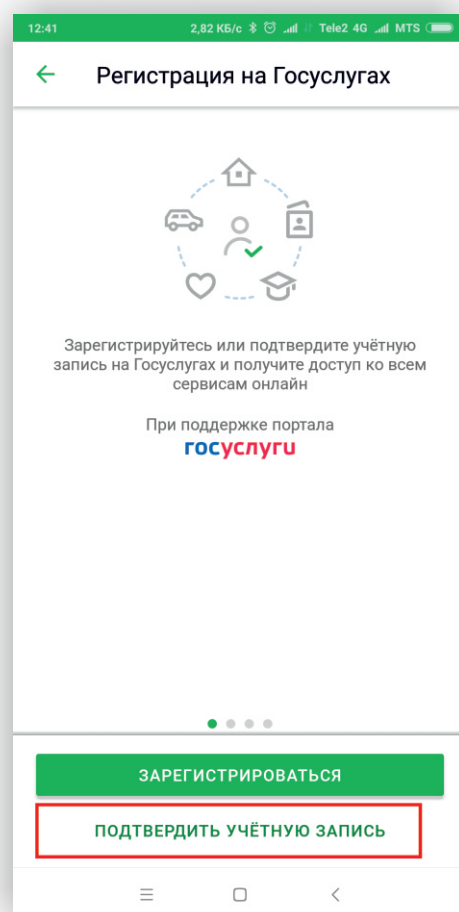 12:41 2,82 КБ/с Tele2 4G MTS
Регистрация на Госуслугах
Зарегистрируйтесь или подтвердите учётную
запись на Госуслугах и получите доступ ко всем
сервисам онлайн
При поддержке портала
госуслуги
ЗАРЕГИСТРИРОВАТЬСЯ
ПОДТВЕРДИТЬ УЧЁТНУЮ ЗАПИСЬ